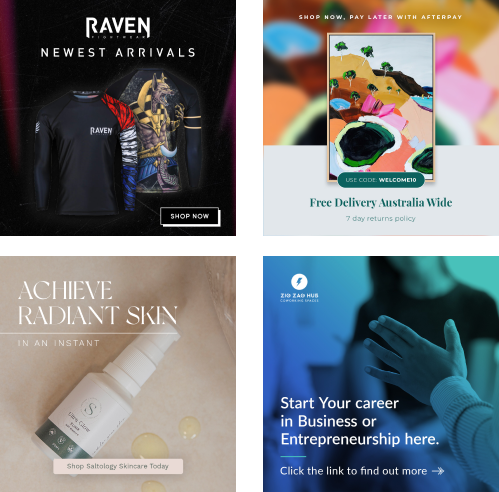 RAVEN
FIGHTWEAR
NEWEST ARRIVALS
RAVEN
SHOP NOW
SHOP NOW, PAY LATER WITH AFTERPAY
USE CODE: WELCOME10
Free Delivery Australia Wide
7 day returns policy
ACHIEVE
RADIANT SKIN
IN AN INSTANT
S
Shop Saltology Skincare Today
ZIG ZAG HUB
COWORKING SPACES
Start Your career
in Business or
Entrepreneurship here.
Click the link to find out more